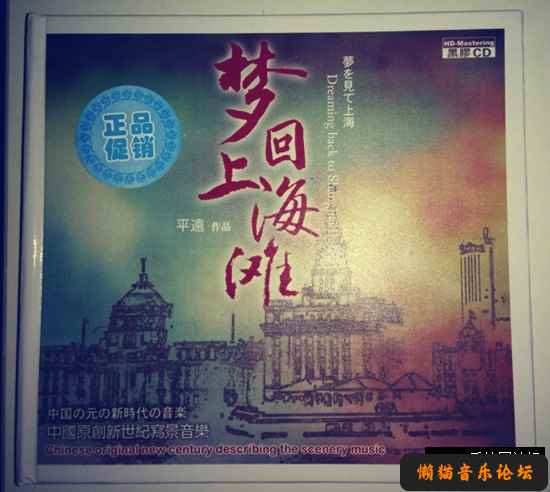 HD-Mastering
黑膠CD
正品
促销
梦回上海滩
夢を見て上海
Dreaming back to
平遠 作品
中国の元の新時代の音楽
中國原創新世纪寫景音樂
Chinese original new century describing the scenery music
懒猫音乐论坛